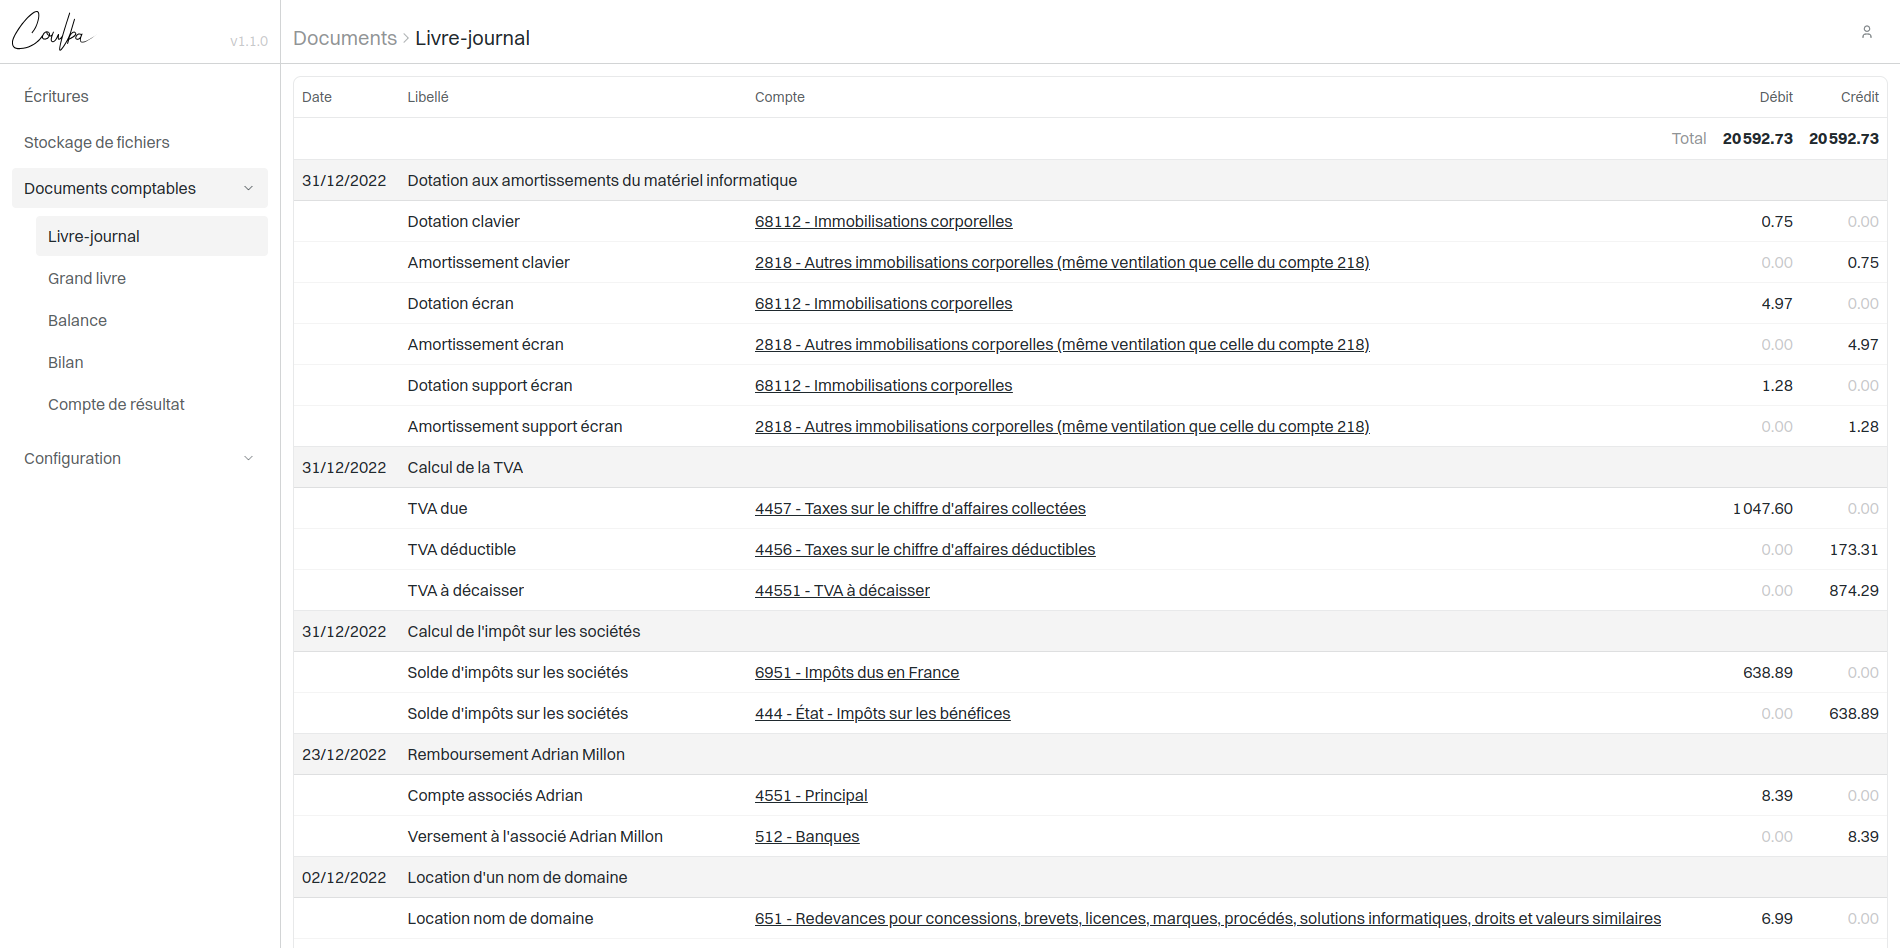 Coulba
v1.1.0
Documents > Livre-journal
Écritures
Stockage de fichiers
Documents comptables
Livre-journal
Grand livre
Balance
Bilan
Compte de résultat
Configuration
Date Libellé Compte Débit Crédit
Total 20 592.73 20 592.73
31/12/2022 Dotation aux amortissements du matériel informatique
Dotation clavier 68112 - Immobilisations corporelles 0.75 0.00
Amortissement clavier 2818 - Autres immobilisations corporelles (même ventilation que celle du compte 218) 0.00 0.75
Dotation écran 68112 - Immobilisations corporelles 4.97 0.00
Amortissement écran 2818 - Autres immobilisations corporelles (même ventilation que celle du compte 218) 0.00 4.97
Dotation support écran 68112 - Immobilisations corporelles 1.28 0.00
Amortissement support écran 2818 - Autres immobilisations corporelles (même ventilation que celle du compte 218) 0.00 1.28
31/12/2022 Calcul de la TVA
TVA due 4457 - Taxes sur le chiffre d'affaires collectées 1 047.60 0.00
TVA déductible 4456 - Taxes sur le chiffre d'affaires déductibles 0.00 173.31
TVA à décaisser 44551 - TVA à décaisser 0.00 874.29
31/12/2022 Calcul de l'impôt sur les sociétés
Solde d'impôts sur les sociétés 6951 - Impôts dus en France 638.89 0.00
Solde d'impôts sur les sociétés 444 - État - Impôts sur les bénéfices 0.00 638.89
23/12/2022 Remboursement Adrian Millon
Compte associés Adrian 4551 - Principal 8.39 0.00
Versement à l'associé Adrian Millon 512 - Banques 0.00 8.39
02/12/2022 Location d'un nom de domaine
Location nom de domaine 651 - Redevances pour concessions, brevets, licences, marques, procédés, solutions informatiques, droits et valeurs similaires 6.99 0.00